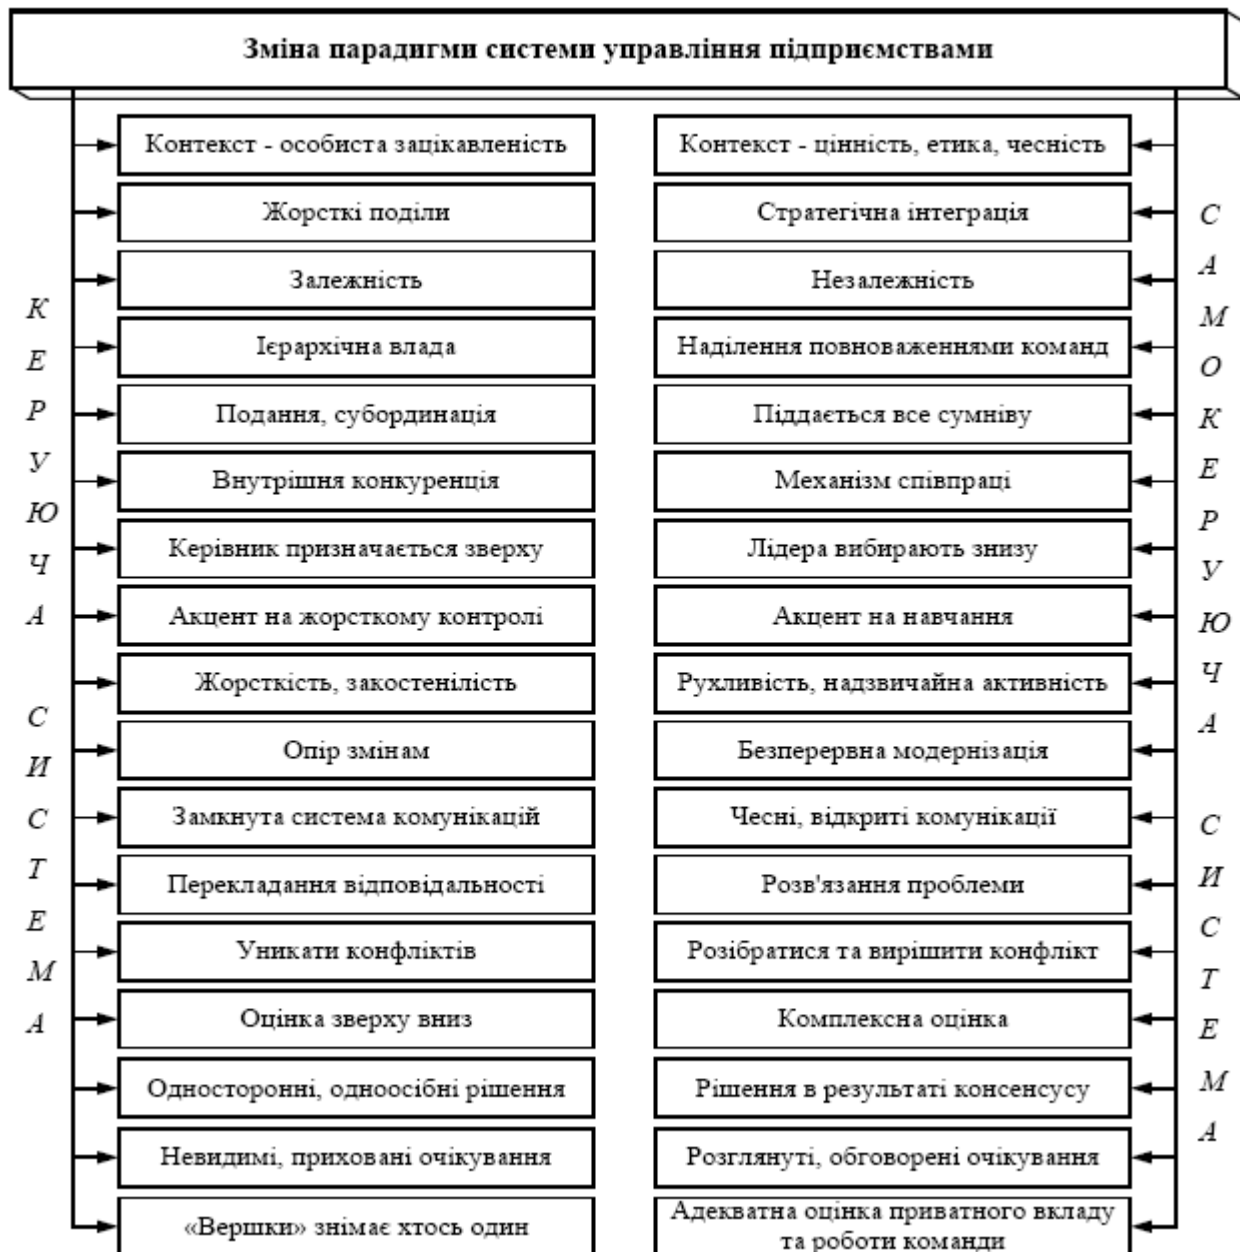 Зміна парадигми системи управління підприємствами
КЕРУЮЧА СИСТЕМА
Контекст - особиста зацікавленість
Жорсткі поділи
Залежність
Ієрархічна влада
Подання, субординація
Внутрішня конкуренція
Керівник призначається зверху
Акцент на жорсткому контролі
Жорсткість, закостенілість
Опір змінам
Замкнута система комунікацій
Перекладання відповідальності
Уникати конфліктів
Оцінка зверху вниз
Односторонні, одноосібні рішення
Невидимі, приховані очікування
«Вершки» знімає хтось один
Контекст - цінність, етика, чесність
Стратегічна інтеграція
Незалежність
Наділення повноваженнями команд
Піддається все сумніву
Механізм співпраці
Лідера вибирають знизу
Акцент на навчання
Рухливість, надзвичайна активність
Безперервна модернізація
Чесні, відкриті комунікації
Розв'язання проблеми
Розібратися та вирішити конфлікт
Комплексна оцінка
Рішення в результаті консенсусу
Розглянуті, обговорені очікування
Адекватна оцінка приватного вкладу
та роботи команди
САМОКЕРУЮЧА СИСТЕМА